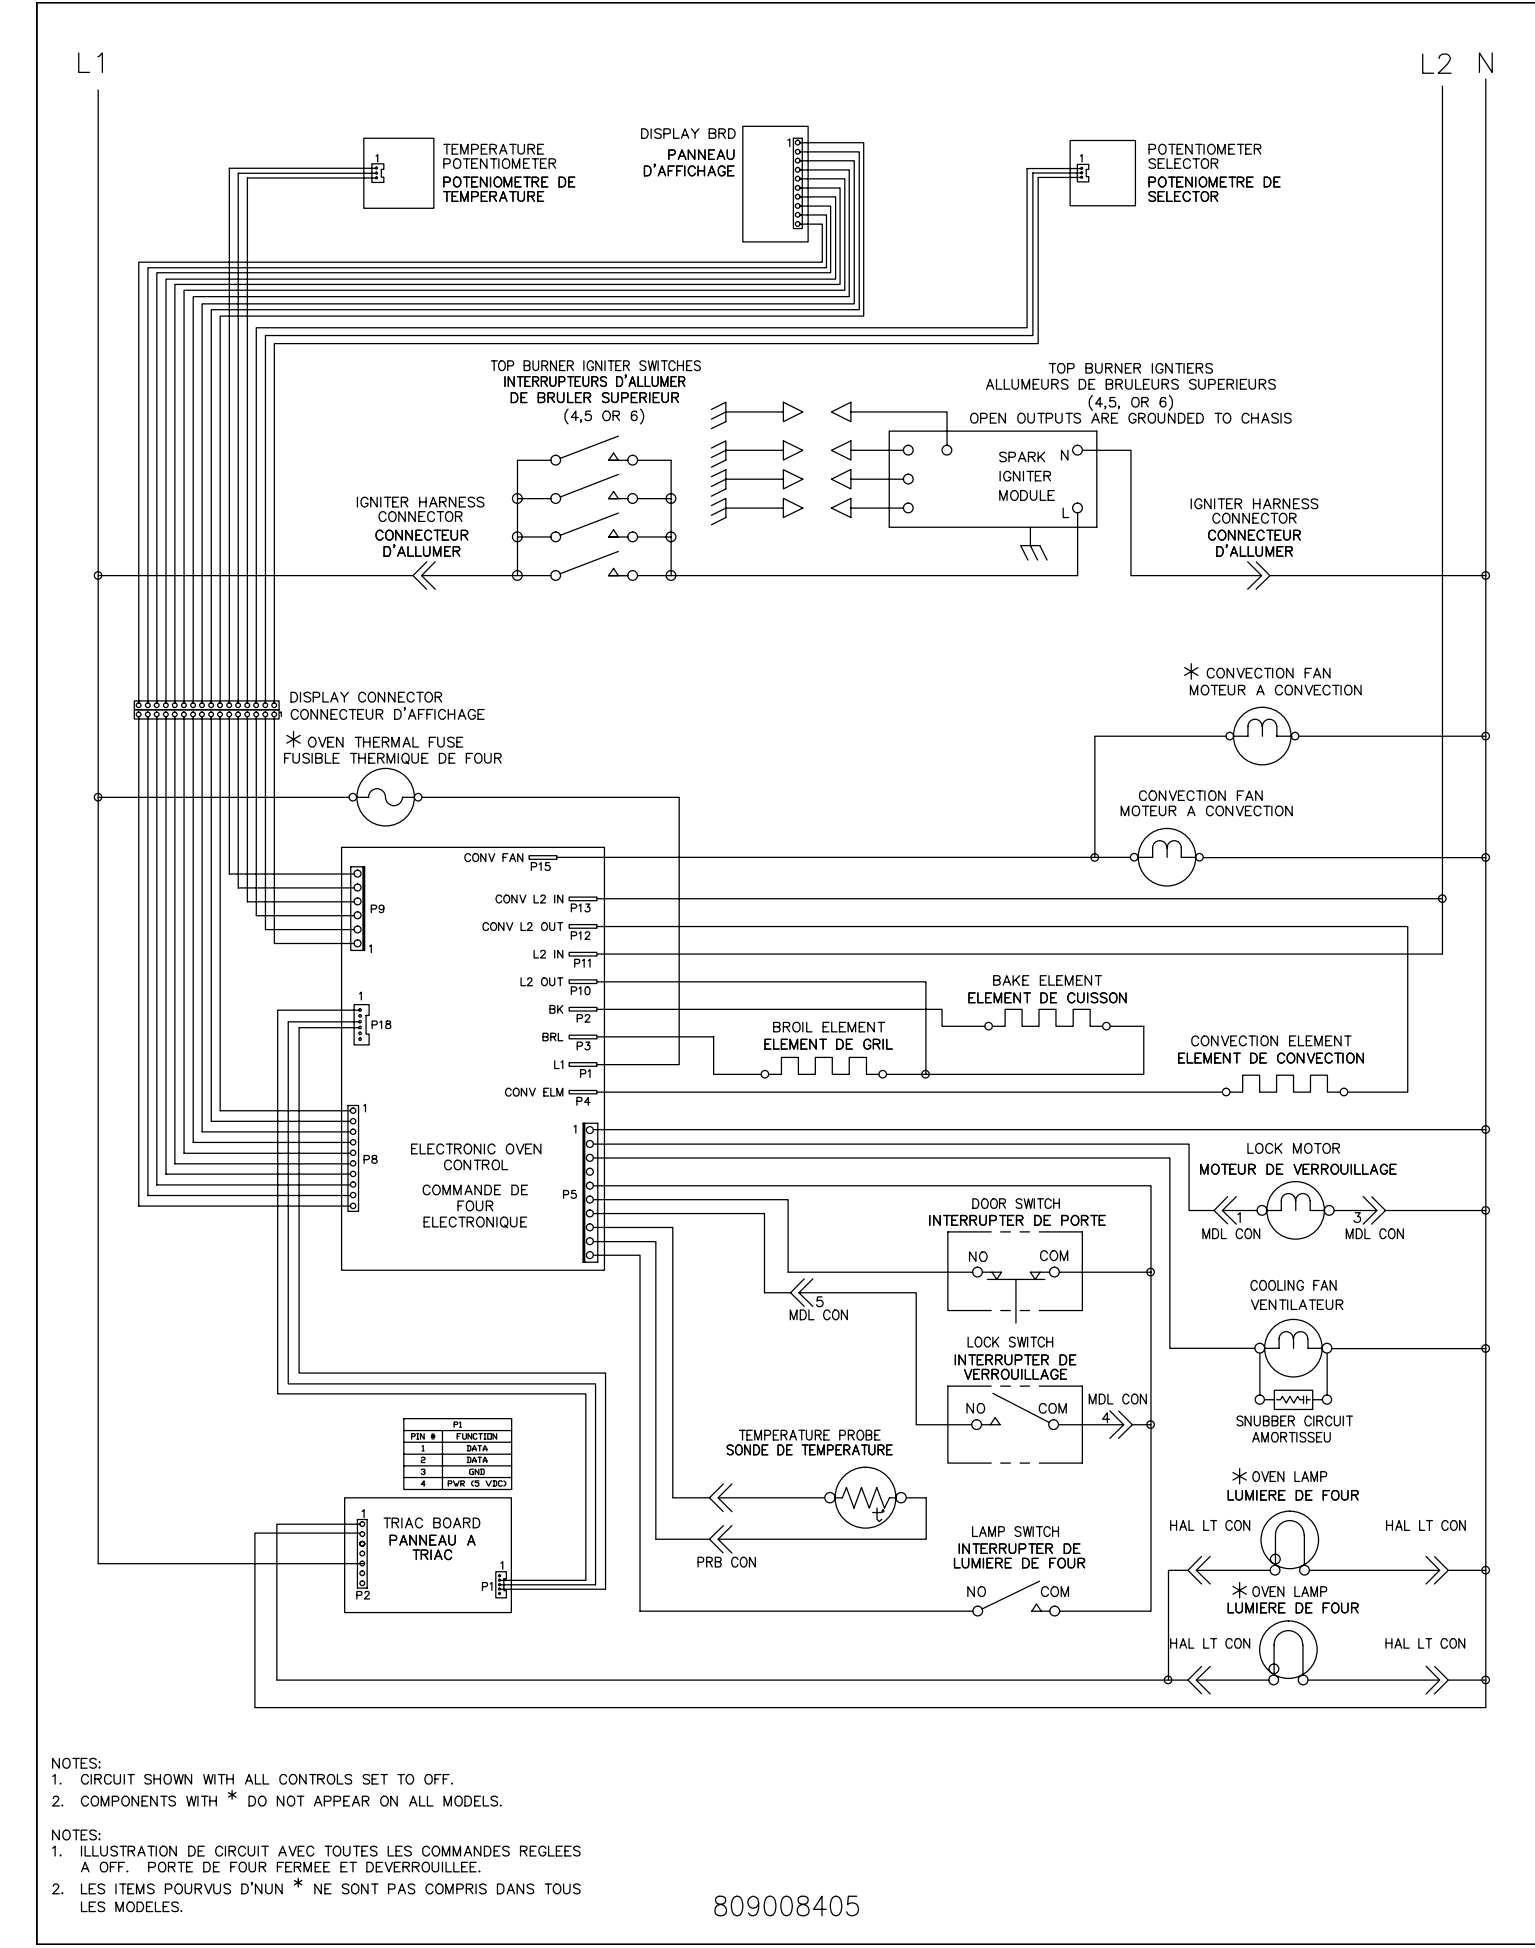 L1
L2 N
TEMPERATURE
POTENTIOMETER
POTENIOMETRE DE
TEMPERATURE
1
DISPLAY BRD
PANNEAU
D'AFFICHAGE
1
POTENTIOMETER
SELECTOR
POTENIOMETRE DE
SELECTOR
1
TOP BURNER IGNITER SWITCHES
INTERRUPTEURS D'ALLUMER
DE BRULER SUPERIEUR
(4,5 OR 6)
TOP BURNER IGNTIERS
ALLUMEURS DE BRULEURS SUPERIEURS
(4,5, OR 6)
OPEN OUTPUTS ARE GROUNDED TO CHASIS
SPARK
IGNITER
MODULE
N
L
IGNITER HARNESS
CONNECTOR
CONNECTEUR
D'ALLUMER
IGNITER HARNESS
CONNECTOR
CONNECTEUR
D'ALLUMER
* CONVECTION FAN
MOTEUR A CONVECTION
DISPLAY CONNECTOR
1 CONNECTEUR D'AFFICHAGE
* OVEN THERMAL FUSE
FUSIBLE THERMIQUE DE FOUR
CONVECTION FAN
MOTEUR A CONVECTION
CONV FAN
P15
CONV L2 IN
P13
CONV L2 OUT
P12
L2 IN
P11
L2 OUT
P10
BK
P2
BRL
P3
L1
P1
CONV ELM
P4
P9
1
1
P18
1
P8
1
P5
ELECTRONIC OVEN
CONTROL
COMMANDE DE
FOUR
ELECTRONIQUE
BAKE ELEMENT
ELEMENT DE CUISSON
BROIL ELEMENT
ELEMENT DE GRIL
CONVECTION ELEMENT
ELEMENT DE CONVECTION
LOCK MOTOR
MOTEUR DE VERROUILLAGE
1
MDL CON
3
MDL CON
DOOR SWITCH
INTERRUPTER DE PORTE
NO COM
5
MDL CON
COOLING FAN
VENTILATEUR
SNUBBER CIRCUIT
AMORTISSEU
LOCK SWITCH
INTERRUPTER DE
VERROUILLAGE
NO COM
MDL CON
4
TEMPERATURE PROBE
SONDE DE TEMPERATURE
t
PRB CON
P1
PIN # FUNCTION
1 DATA
2 DATA
3 GND
4 PWR (5 VDC)
TRIAC BOARD
PANNEAU A
TRIAC
1
P2
1
P1
LAMP SWITCH
INTERRUPTER DE
LUMIERE DE FOUR
NO COM
* OVEN LAMP
LUMIERE DE FOUR
HAL LT CON HAL LT CON
* OVEN LAMP
LUMIERE DE FOUR
HAL LT CON HAL LT CON
NOTES:
1. CIRCUIT SHOWN WITH ALL CONTROLS SET TO OFF.
2. COMPONENTS WITH * DO NOT APPEAR ON ALL MODELS.
NOTES:
1. ILLUSTRATION DE CIRCUIT AVEC TOUTES LES COMMANDES REGLEES
A OFF. PORTE DE FOUR FERMEE ET DEVERROUILLEE.
2. LES ITEMS POURVUS D'NUN * NE SONT PAS COMPRIS DANS TOUS
LES MODELES.
809008405